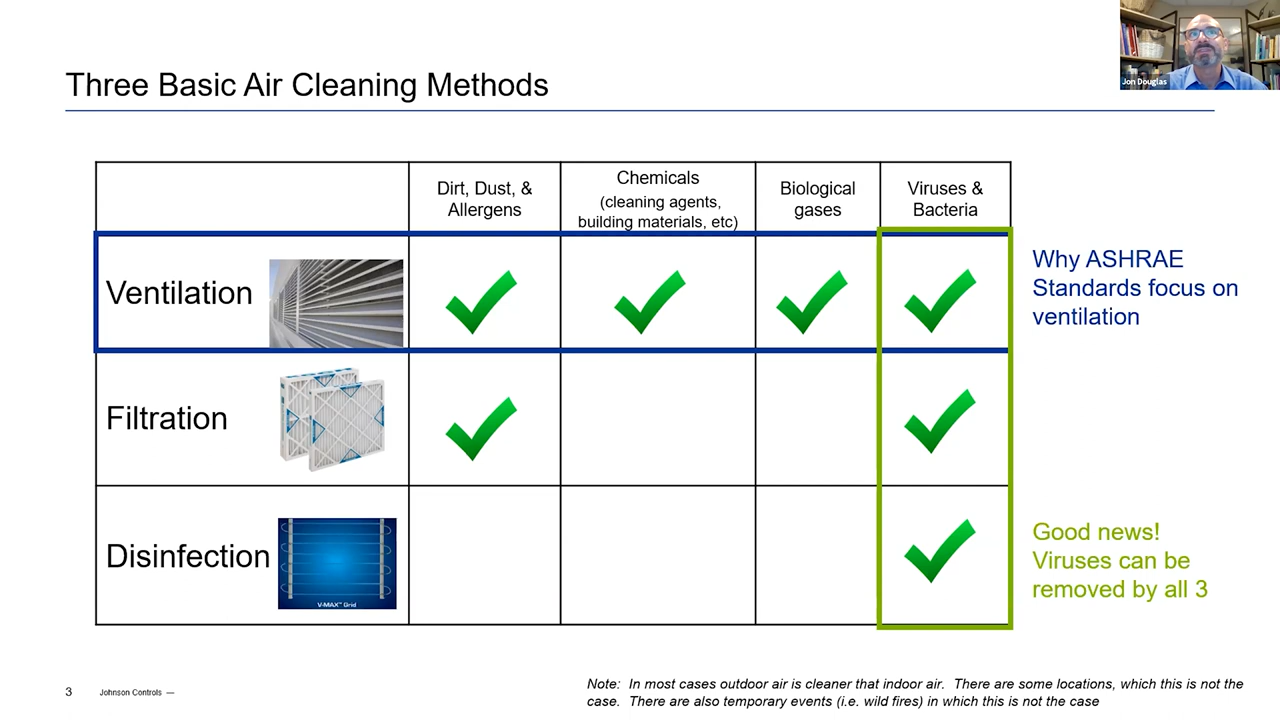 Jon Douglas
Three Basic Air Cleaning Methods
Dirt, Dust, &
Allergens
Chemicals
(cleaning agents,
building materials, etc)
Biological
gases
Viruses &
Bacteria
Ventilation
Why ASHRAE
Standards focus on
ventilation
Filtration
Disinfection
V-MAX™ Grid
Good news!
Viruses can be
removed by all 3
3 Johnson Controls —
Note: In most cases outdoor air is cleaner that indoor air. There are some locations, which this is not the
case. There are also temporary events (i.e. wild fires) in which this is not the case